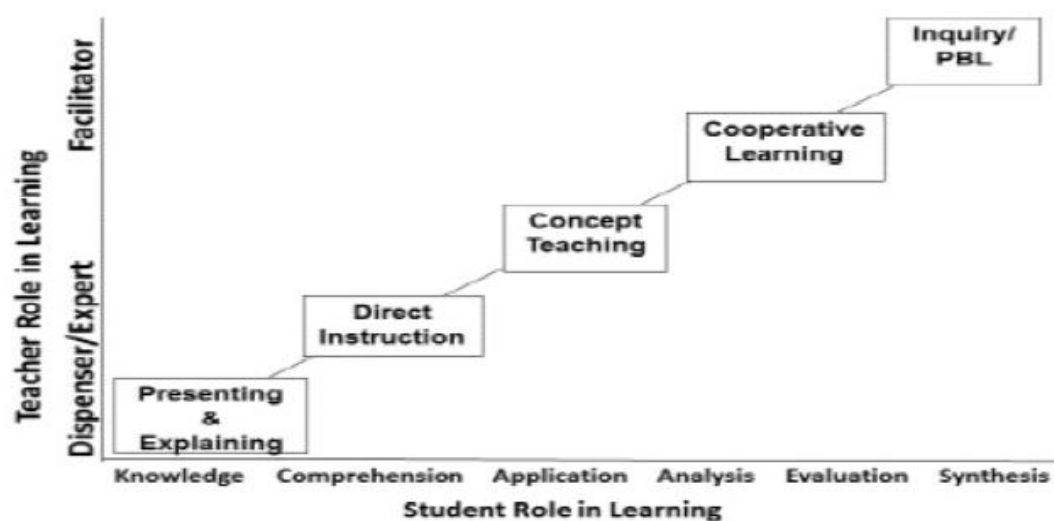 Inquiry/
PBL
Cooperative
Learning
Concept
Teaching
Direct
Instruction
Presenting
&
Explaining
Teacher Role in Learning
Facilitator
Dispenser/Expert
Knowledge Comprehension Application Analysis Evaluation Synthesis
Student Role in Learning